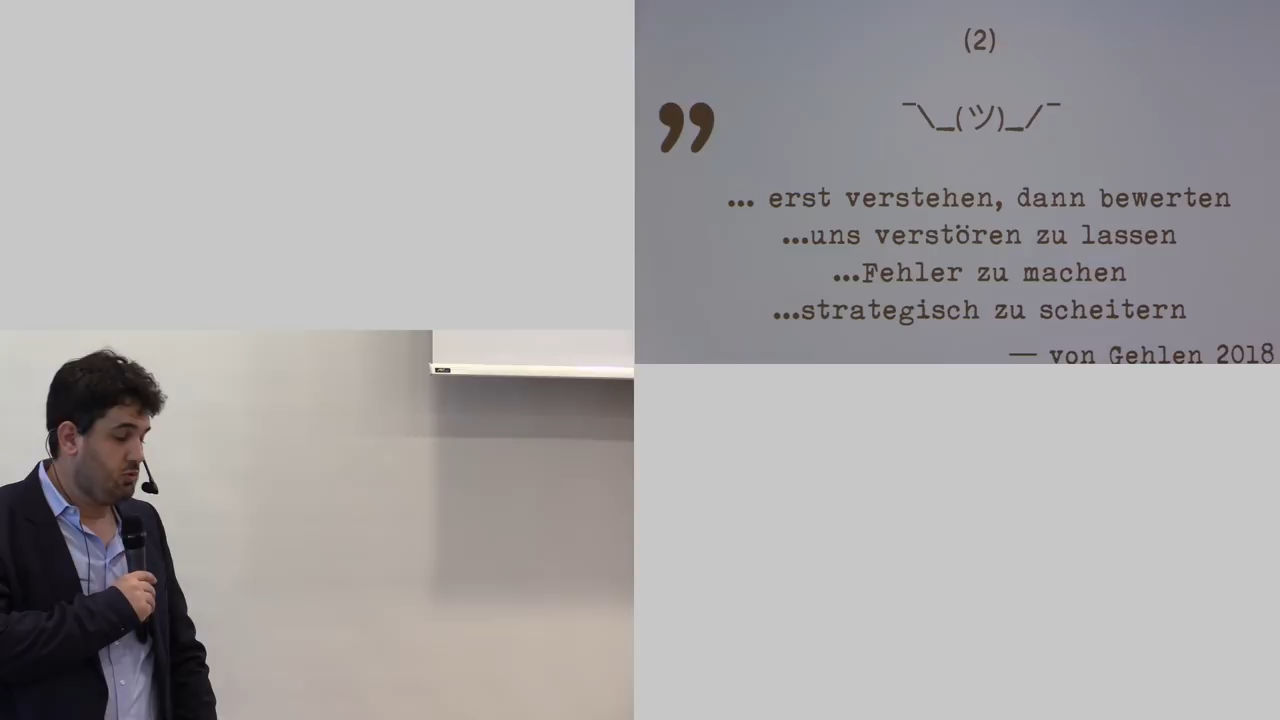 (2)
”
¯\_(ツ)_/¯
... erst verstehen, dann bewerten
...uns verstören zu lassen
...Fehler zu machen
...strategisch zu scheitern
— von Gehlen 2018